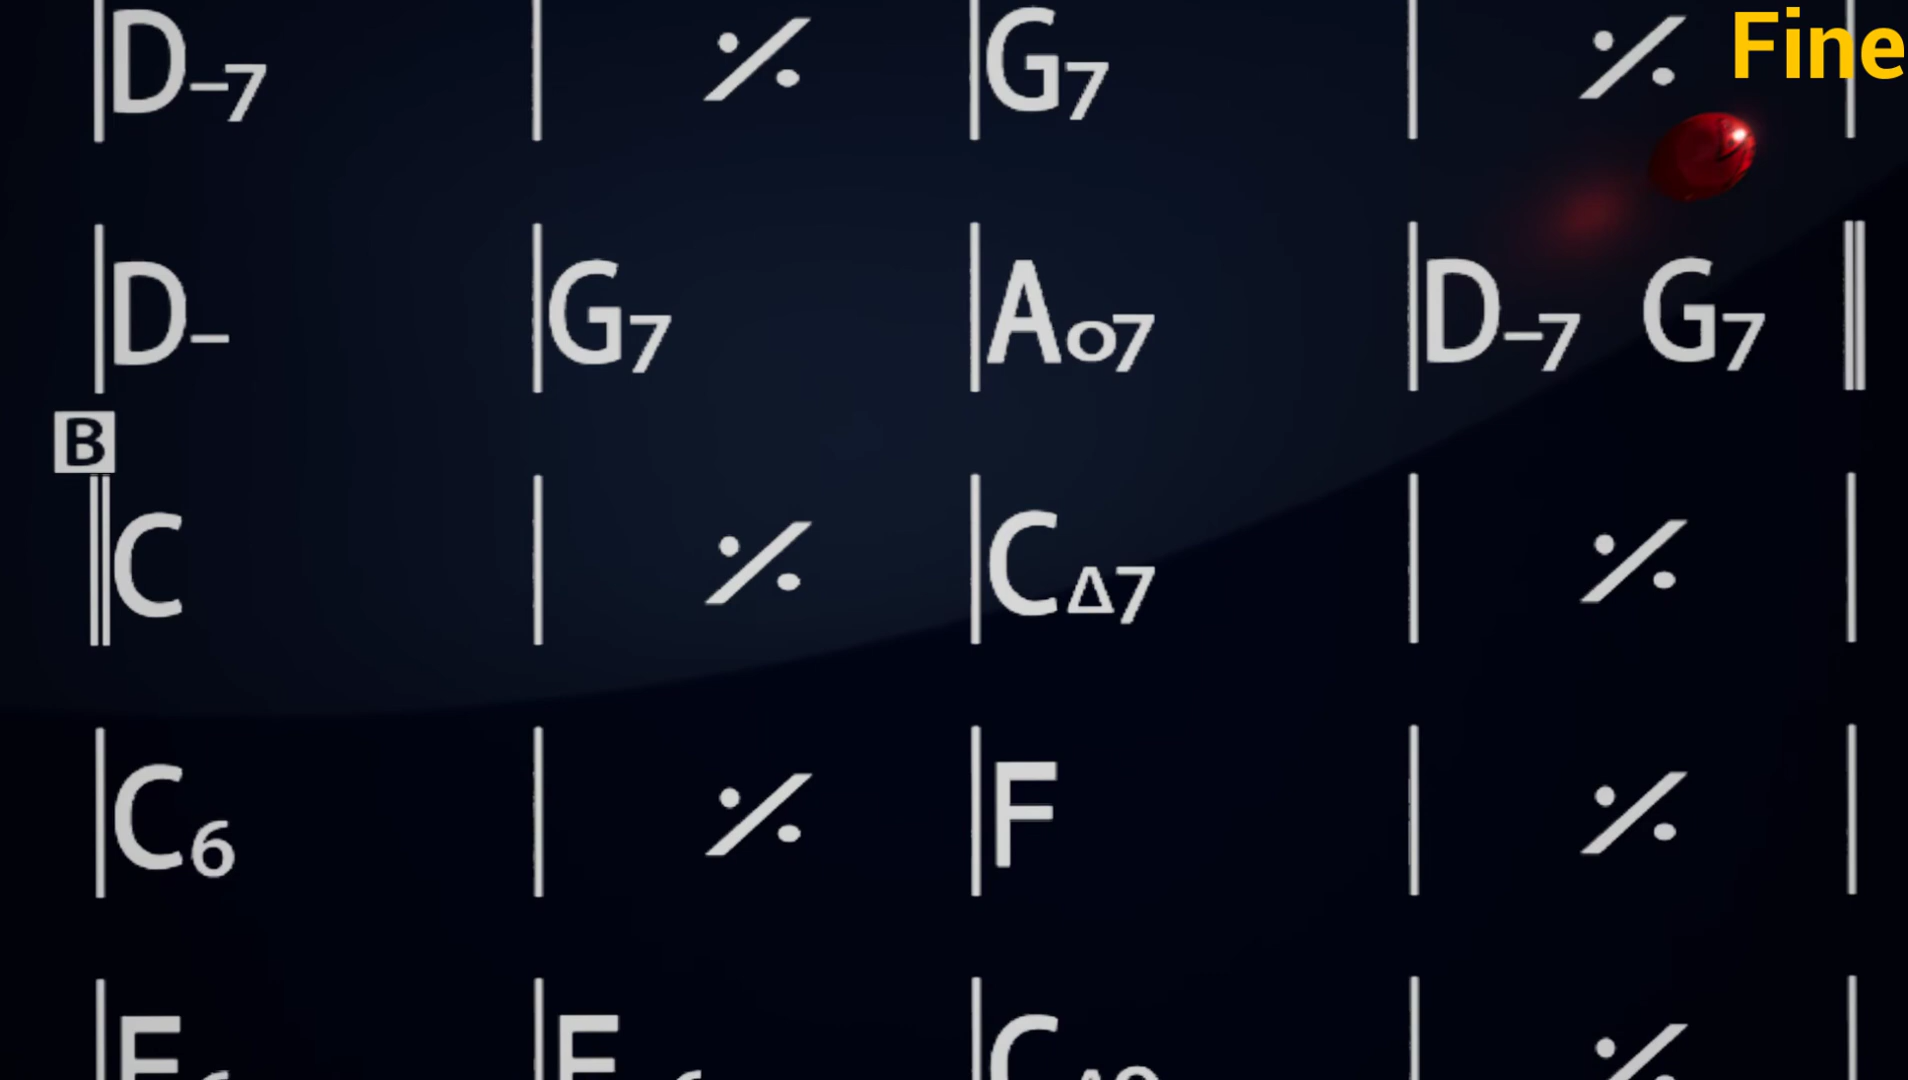 D-7 | % | G7 | % Fine
D- | G7 | Ao7 | D-7 G7
B
C | % | CΔ7 | %
C6 | % | F | %